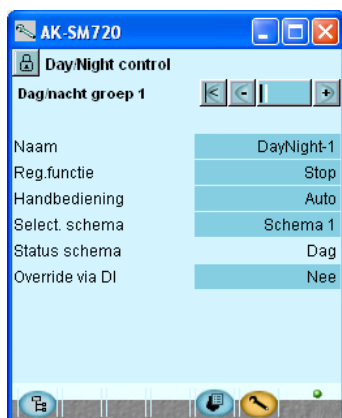 AK-SM720
Day/Night control
Dag/nacht groep 1
Naam DayNight-1
Reg.functie Stop
Handbediening Auto
Select. schema Schema 1
Status schema Dag
Override via DI Nee